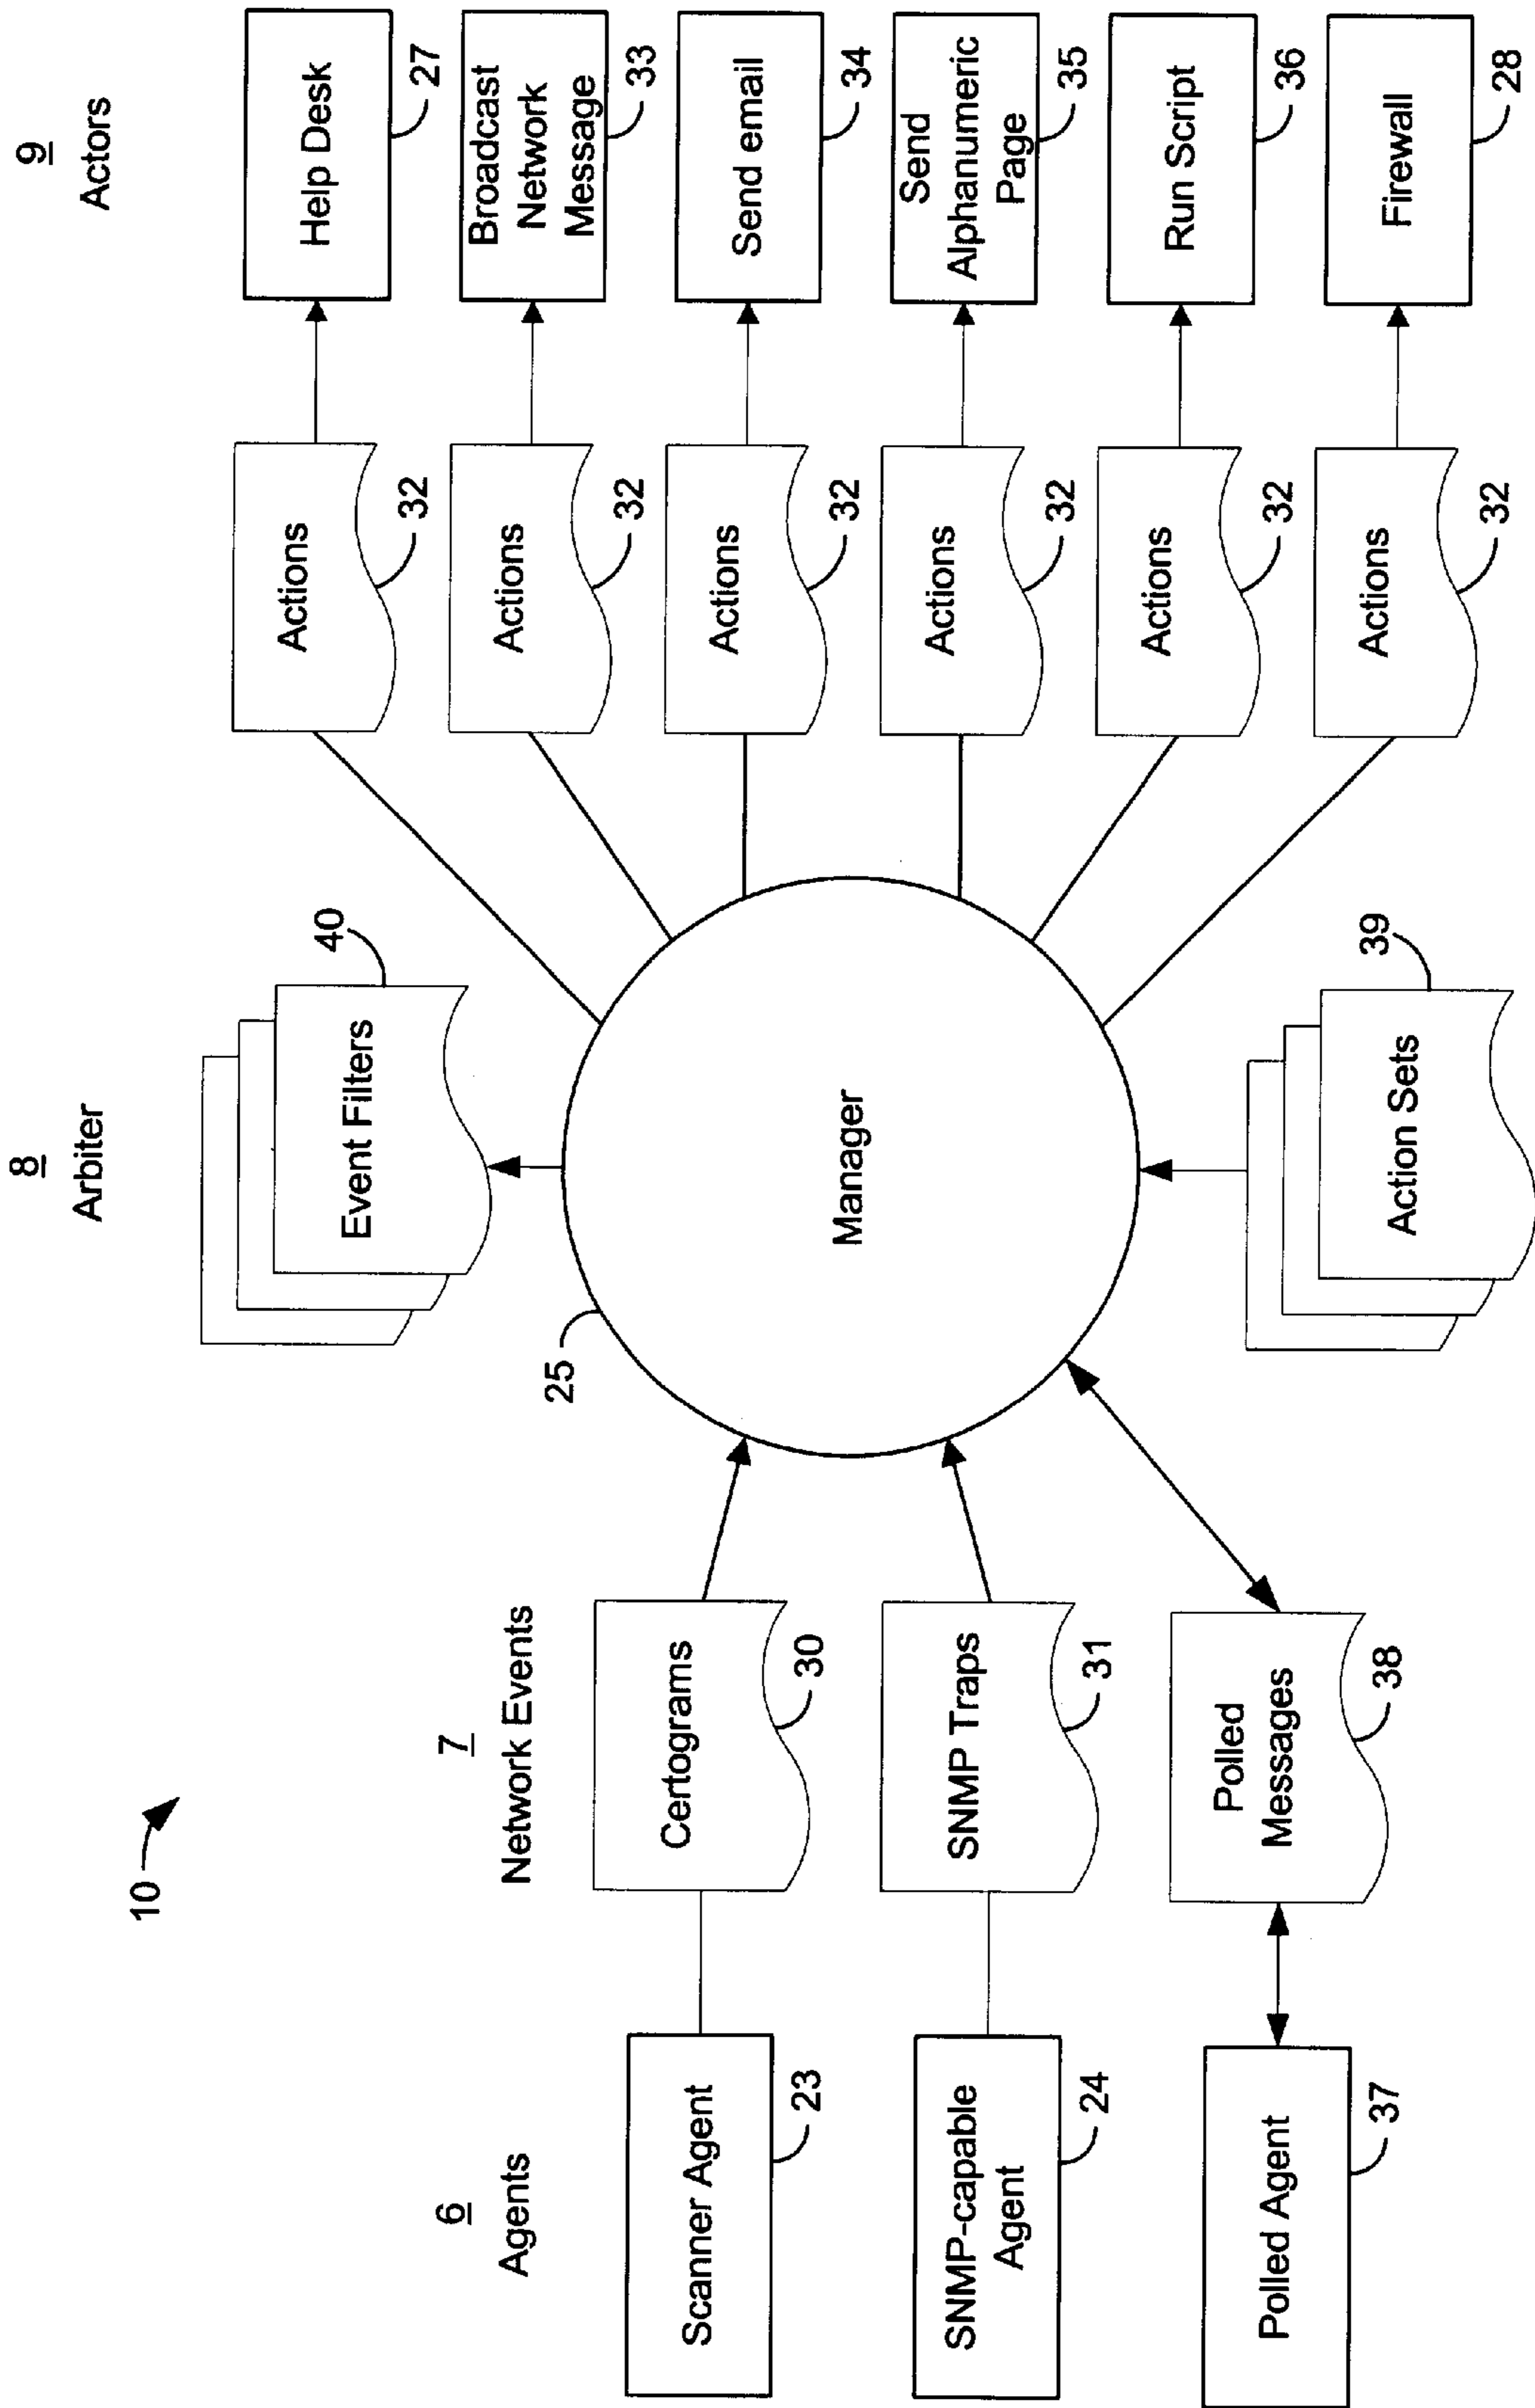 10
6
Agents
7
Network Events
8
Arbiter
9
Actors
Scanner Agent
23
SNMP-capable
Agent
24
Polled Agent
37
Certograms
30
SNMP Traps
31
Polled
Messages
38
Event Filters
40
25
Manager
Action Sets
39
Actions
32
Actions
32
Actions
32
Actions
32
Actions
32
Actions
32
Help Desk
27
Broadcast
Network
Message
33
Send email
34
Send
Alphanumeric
Page
35
Run Script
36
Firewall
28